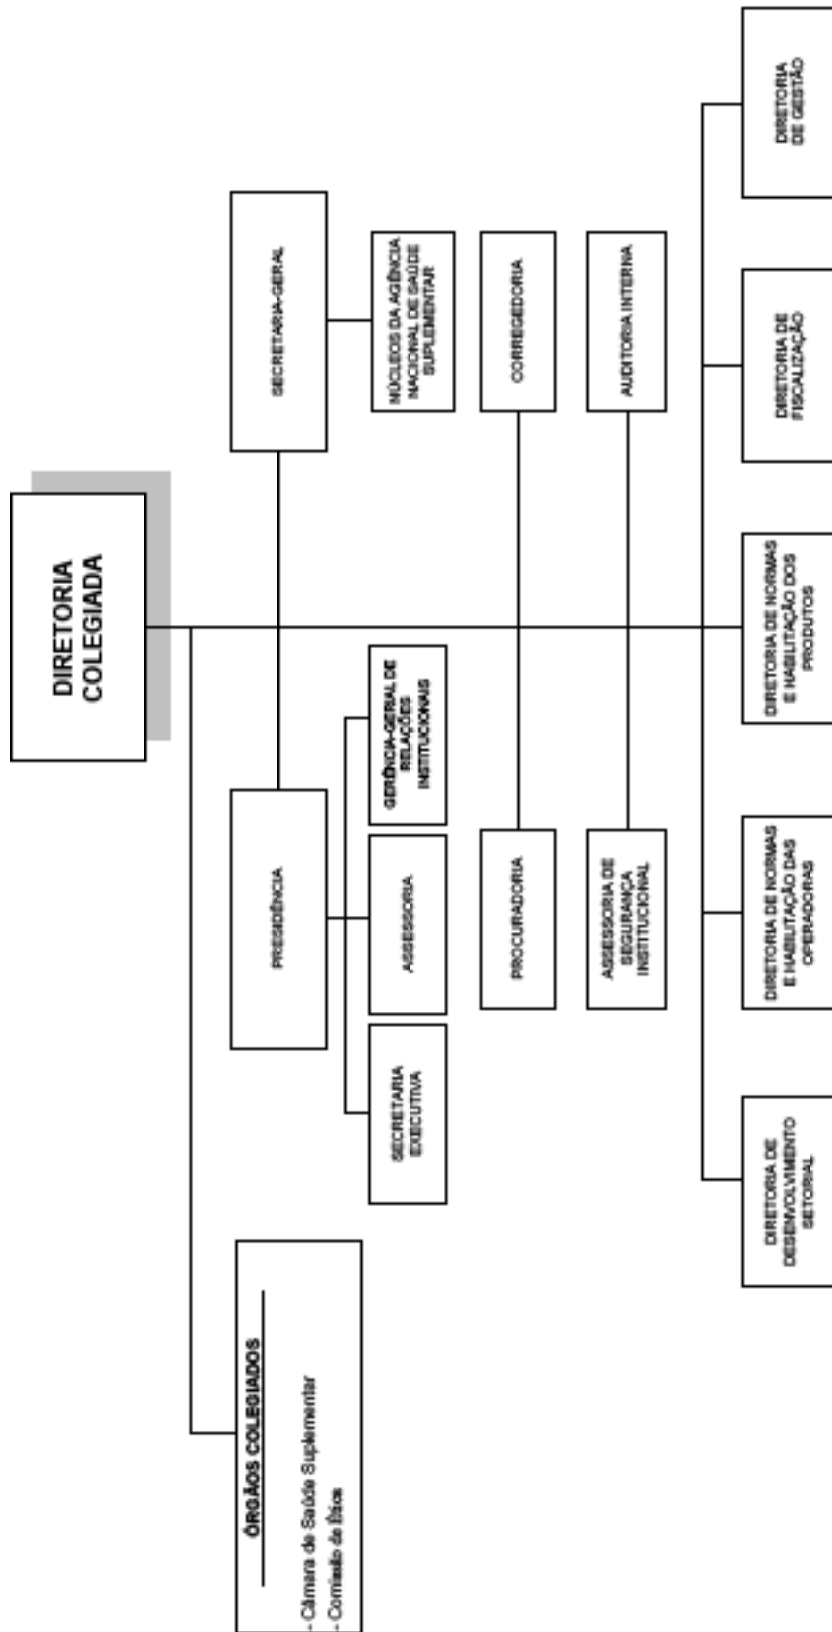 DIRETORIA
COLEGIADA
ÓRGÃOS COLEGIADOS
- Câmara de Saúde Suplementar
- Comissão de Ética
PRESIDÊNCIA
SECRETARIA-GERAL
SECRETARIA
EXECUTIVA
ASSESSORIA
GERÊNCIA-GERIAL DE
RELAÇÕES
INSTITUCIONAIS
NÚCLEOS DA AGÊNCIA
NACIONAL DE SAÚDE
SUPLEMENTAR
PROCURADORIA
CORREGEDORIA
ASSESSORIA DE
SEGURANÇA
INSTITUCIONAL
AUDITORIA INTERNA
DIRETORIA DE
DESENVOLVIMENTO
SETORIAL
DIRETORIA DE NORMAS
E HABILITAÇÃO DAS
OPERADORAS
DIRETORIA DE NORMAS
E HABILITAÇÃO DOS
PRODUTOS
DIRETORIA DE
FISCALIZAÇÃO
DIRETORIA
DE GESTÃO